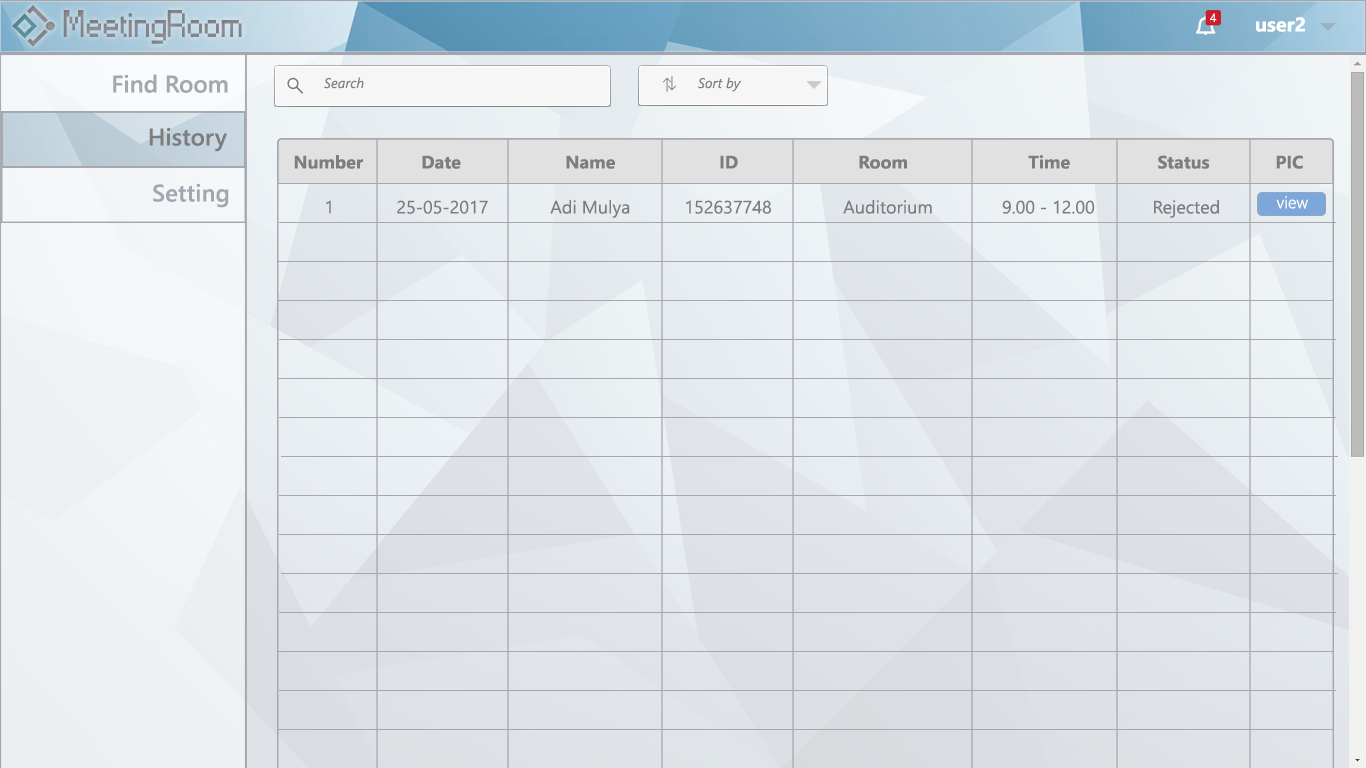 MeetingRoom
4
user2
Find Room
History
Setting
Search
Sort by
Number Date Name ID Room Time Status PIC
1 25-05-2017 Adi Mulya 152637748 Auditorium 9.00 - 12.00 Rejected view